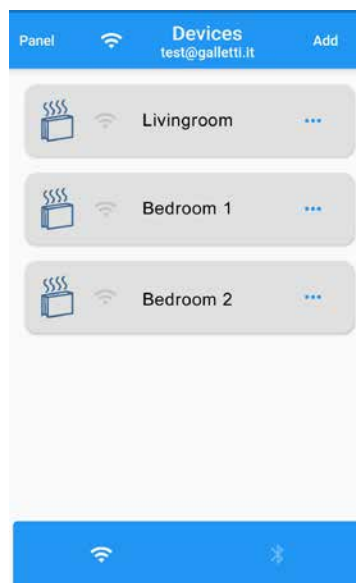 Panel
Devices
Add
test@galletti.it
Livingroom
Bedroom 1
Bedroom 2